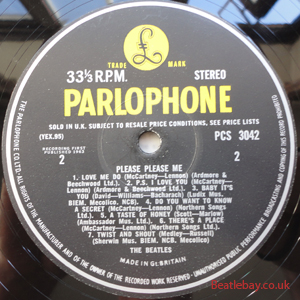 TRADE MARK
33⅓ R.P.M. STEREO
PARLOPHONE
SOLD IN U.K. SUBJECT TO RESALE PRICE CONDITIONS, SEE PRICE LISTS
(YEX.95) PCS 3042
RECORDING FIRST
PUBLISHED 1963
2 2
PLEASE PLEASE ME
1. LOVE ME DO (McCartney—
Lennon) (Ardmore &
Beechwood Ltd.) 2. P.S. I LOVE YOU (McCartney—
Lennon) (Ardmore & Beechwood Ltd.) 3. BABY IT'S
YOU (David—Williams—Bacharach) (Ludix Mus.
BIEM. Mecolico. NCB). 4. DO YOU WANT TO KNOW
A SECRET (McCartney—Lennon) (Northern Songs
Ltd.) 5. A TASTE OF HONEY (Scott—Marlow)
(Ambassador Mus. Ltd.) 6. THERE'S A PLACE
(McCartney—Lennon) (Northern Songs Ltd.)
7. TWIST AND SHOUT (Medley—Russell)
(Sherwin Mus. BIEM. NCB. Mecolico)
THE BEATLES
MADE IN GT. BRITAIN
THE PARLOPHONE CO. LTD. ALL RIGHTS OF THE MANUFACTURER AND OF THE OWNER OF THE RECORDED WORK RESERVED. UNAUTHORISED PUBLIC PERFORMANCE, BROADCASTING AND COPYING OF THIS RECORD PROHIBITED
Beatlebay.co.uk